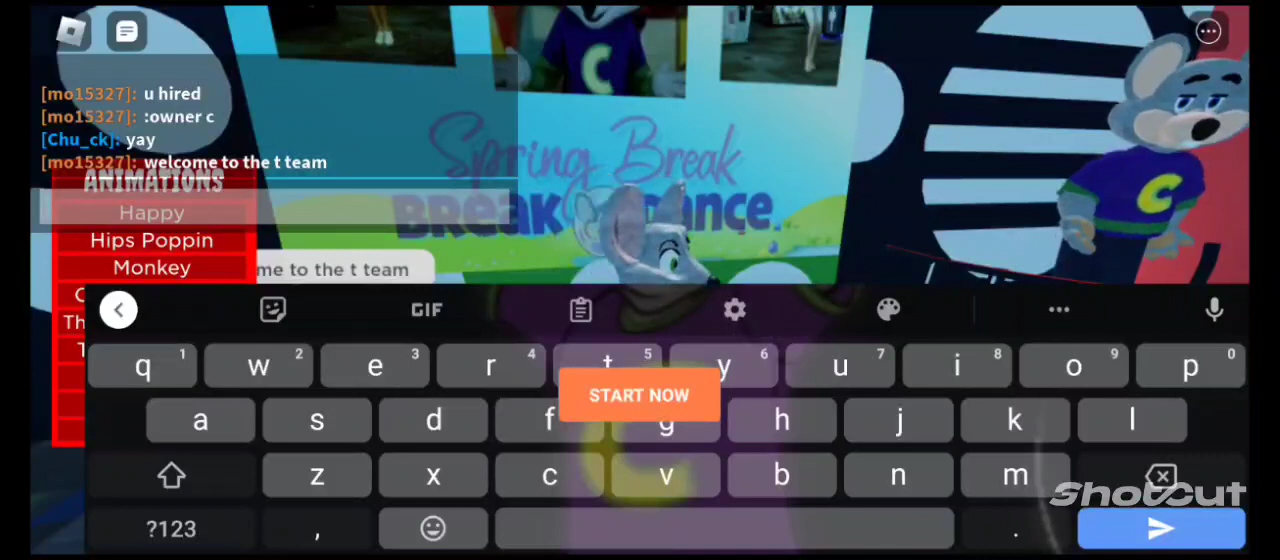 [mo15327]: u hired
[mo15327]: :owner c
[Chu_ck]: yay
[mo15327]: welcome to the t team
ANIMATIONS
Happy
Hips Poppin
Monkey
Spring Break
BREAK Dance.
C
C
me to the t team
GIF
q 1 w 2 e 3 r 4 t 5 y 6 u 7 i 8 o 9 p 0
START NOW
a s d f g h j k l
z x c v b n m
Shotcut
?123 , .